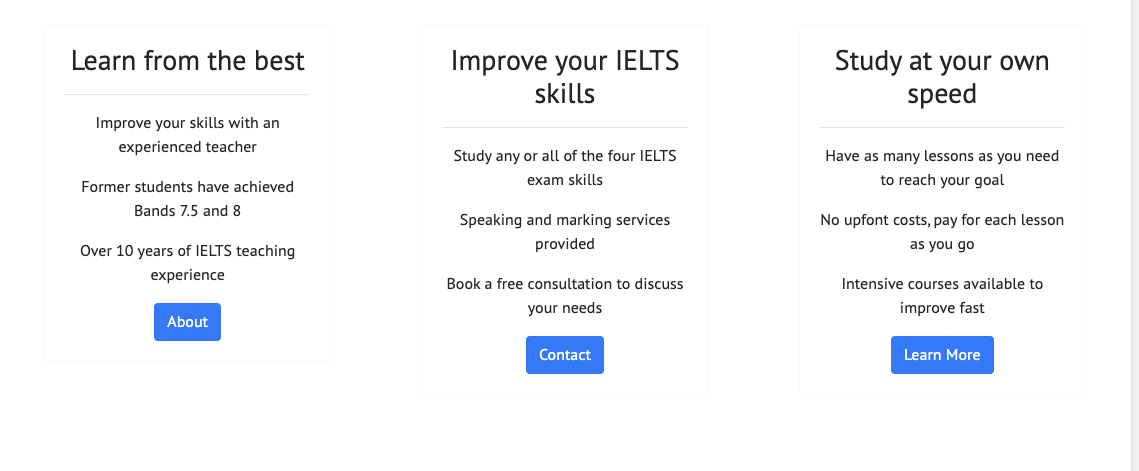 Learn from the best
Improve your skills with an
experienced teacher
Former students have achieved
Bands 7.5 and 8
Over 10 years of IELTS teaching
experience
About
Improve your IELTS
skills
Study any or all of the four IELTS
exam skills
Speaking and marking services
provided
Book a free consultation to discuss
your needs
Contact
Study at your own
speed
Have as many lessons as you need
to reach your goal
No upfont costs, pay for each lesson
as you go
Intensive courses available to
improve fast
Learn More